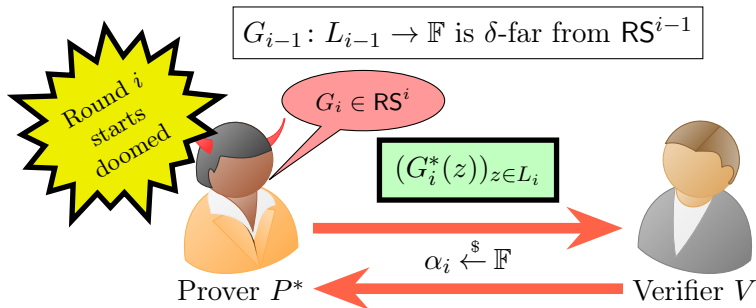 G_{i-1}: L_{i-1} → 𝔽 is δ-far from RS^{i-1}
Round i
starts
doomed
G_i ∈ RS^i
(G_i^*(z))_{z∈L_i}
α_i ←$ 𝔽
Prover P*
Verifier V